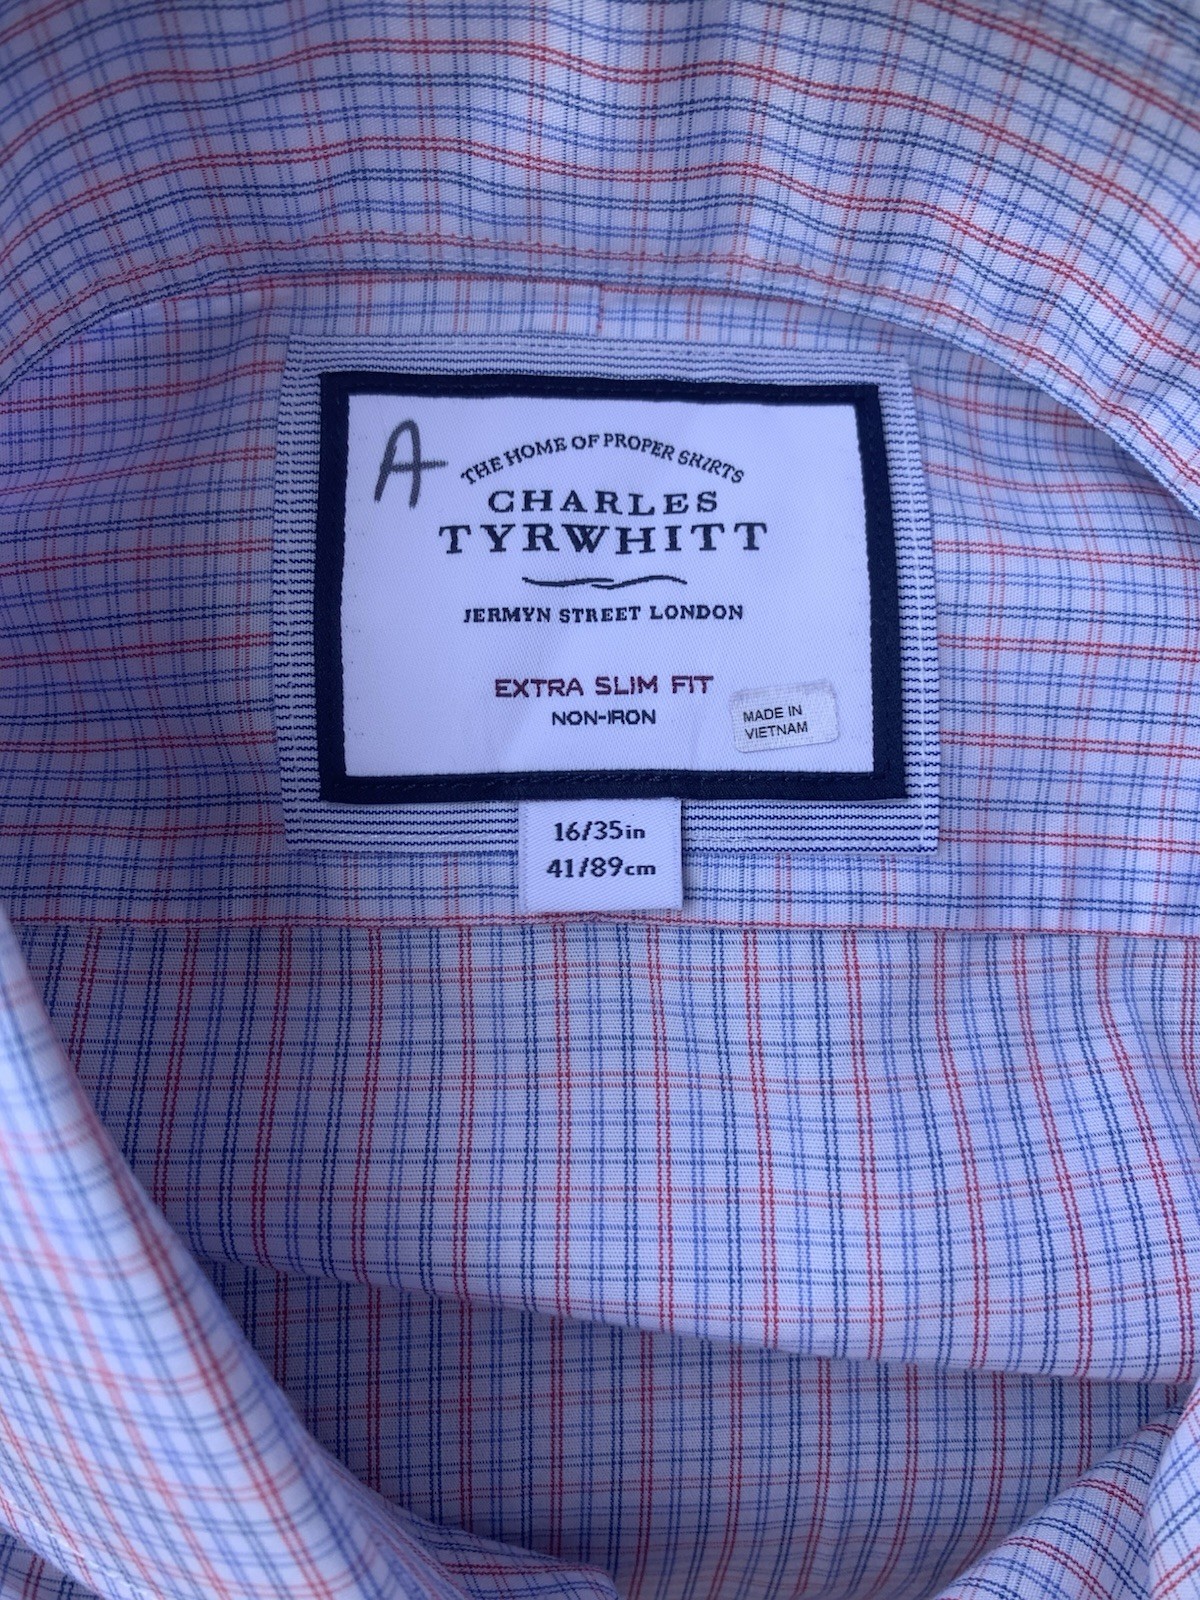 A
THE HOME OF PROPER SHIRTS
CHARLES
TYRWHITT
JERMYN STREET LONDON
EXTRA SLIM FIT
NON-IRON
MADE IN
VIETNAM
16/35in
41/89cm